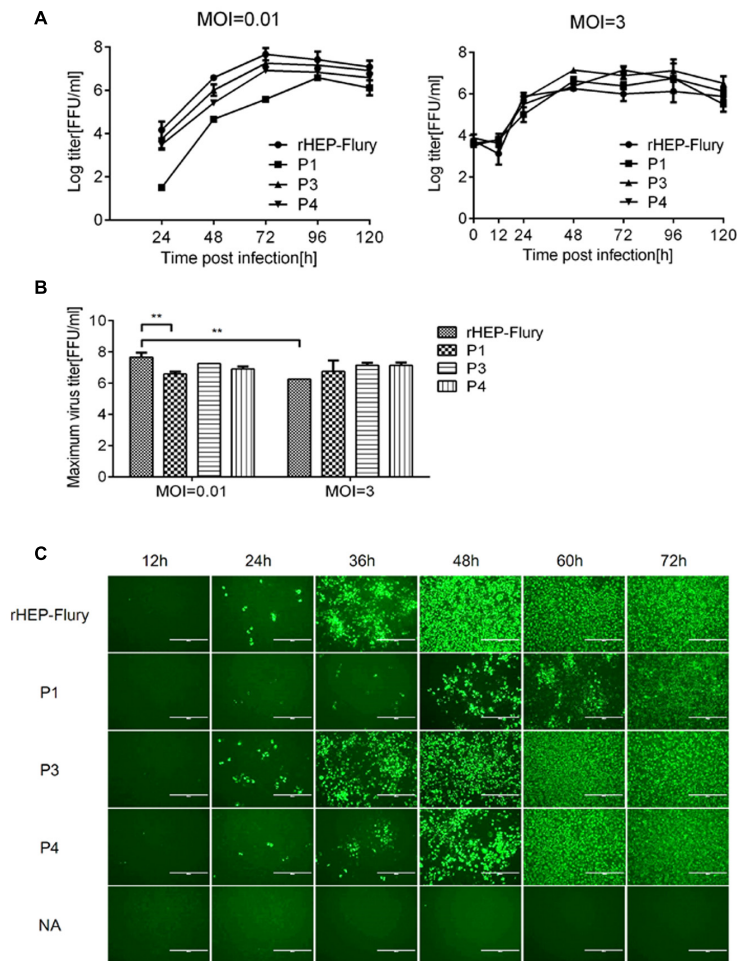 A
MOI=0.01
MOI=3
Log titer[FFU/ml]
8
6
4
2
0
rHEP-Flury
P1
P3
P4
24
48
72
96
120
Time post infection[h]
Log titer[FFU/ml]
8
6
4
2
0
rHEP-Flury
P1
P3
P4
0
12
24
48
72
96
120
Time post infection[h]
B
Maximum virus titer[FFU/ml]
10
8
6
4
2
0
**
**
MOI=0.01
MOI=3
rHEP-Flury
P1
P3
P4
C
12h 24h 36h 48h 60h 72h
rHEP-Flury
P1
P3
P4
NA